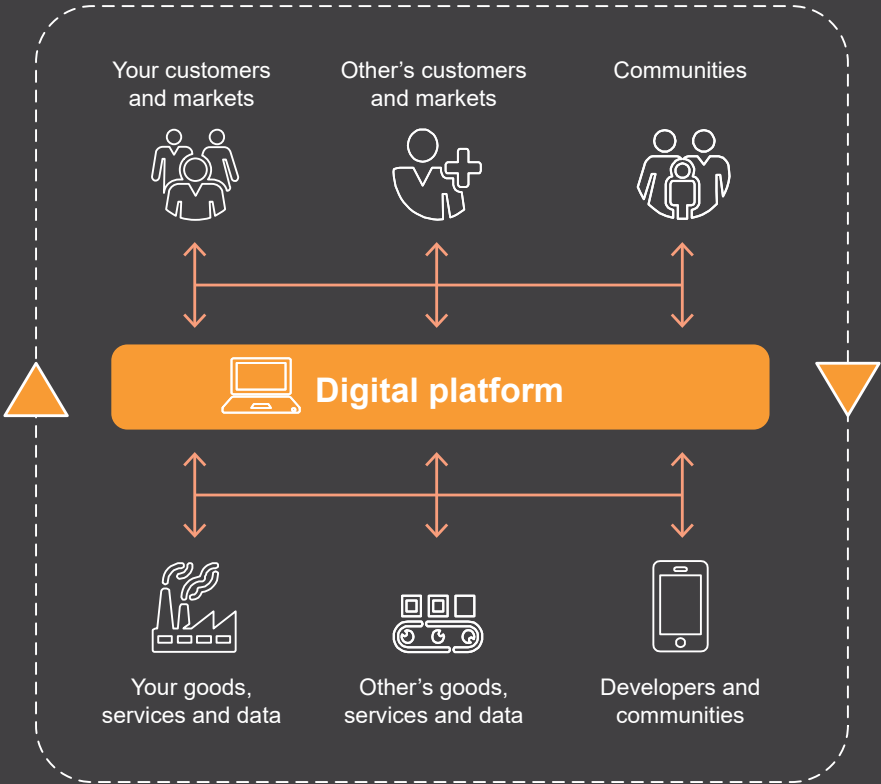 Your customers
and markets
Other's customers
and markets
Communities
Digital platform
Your goods,
services and data
Other's goods,
services and data
Developers and
communities